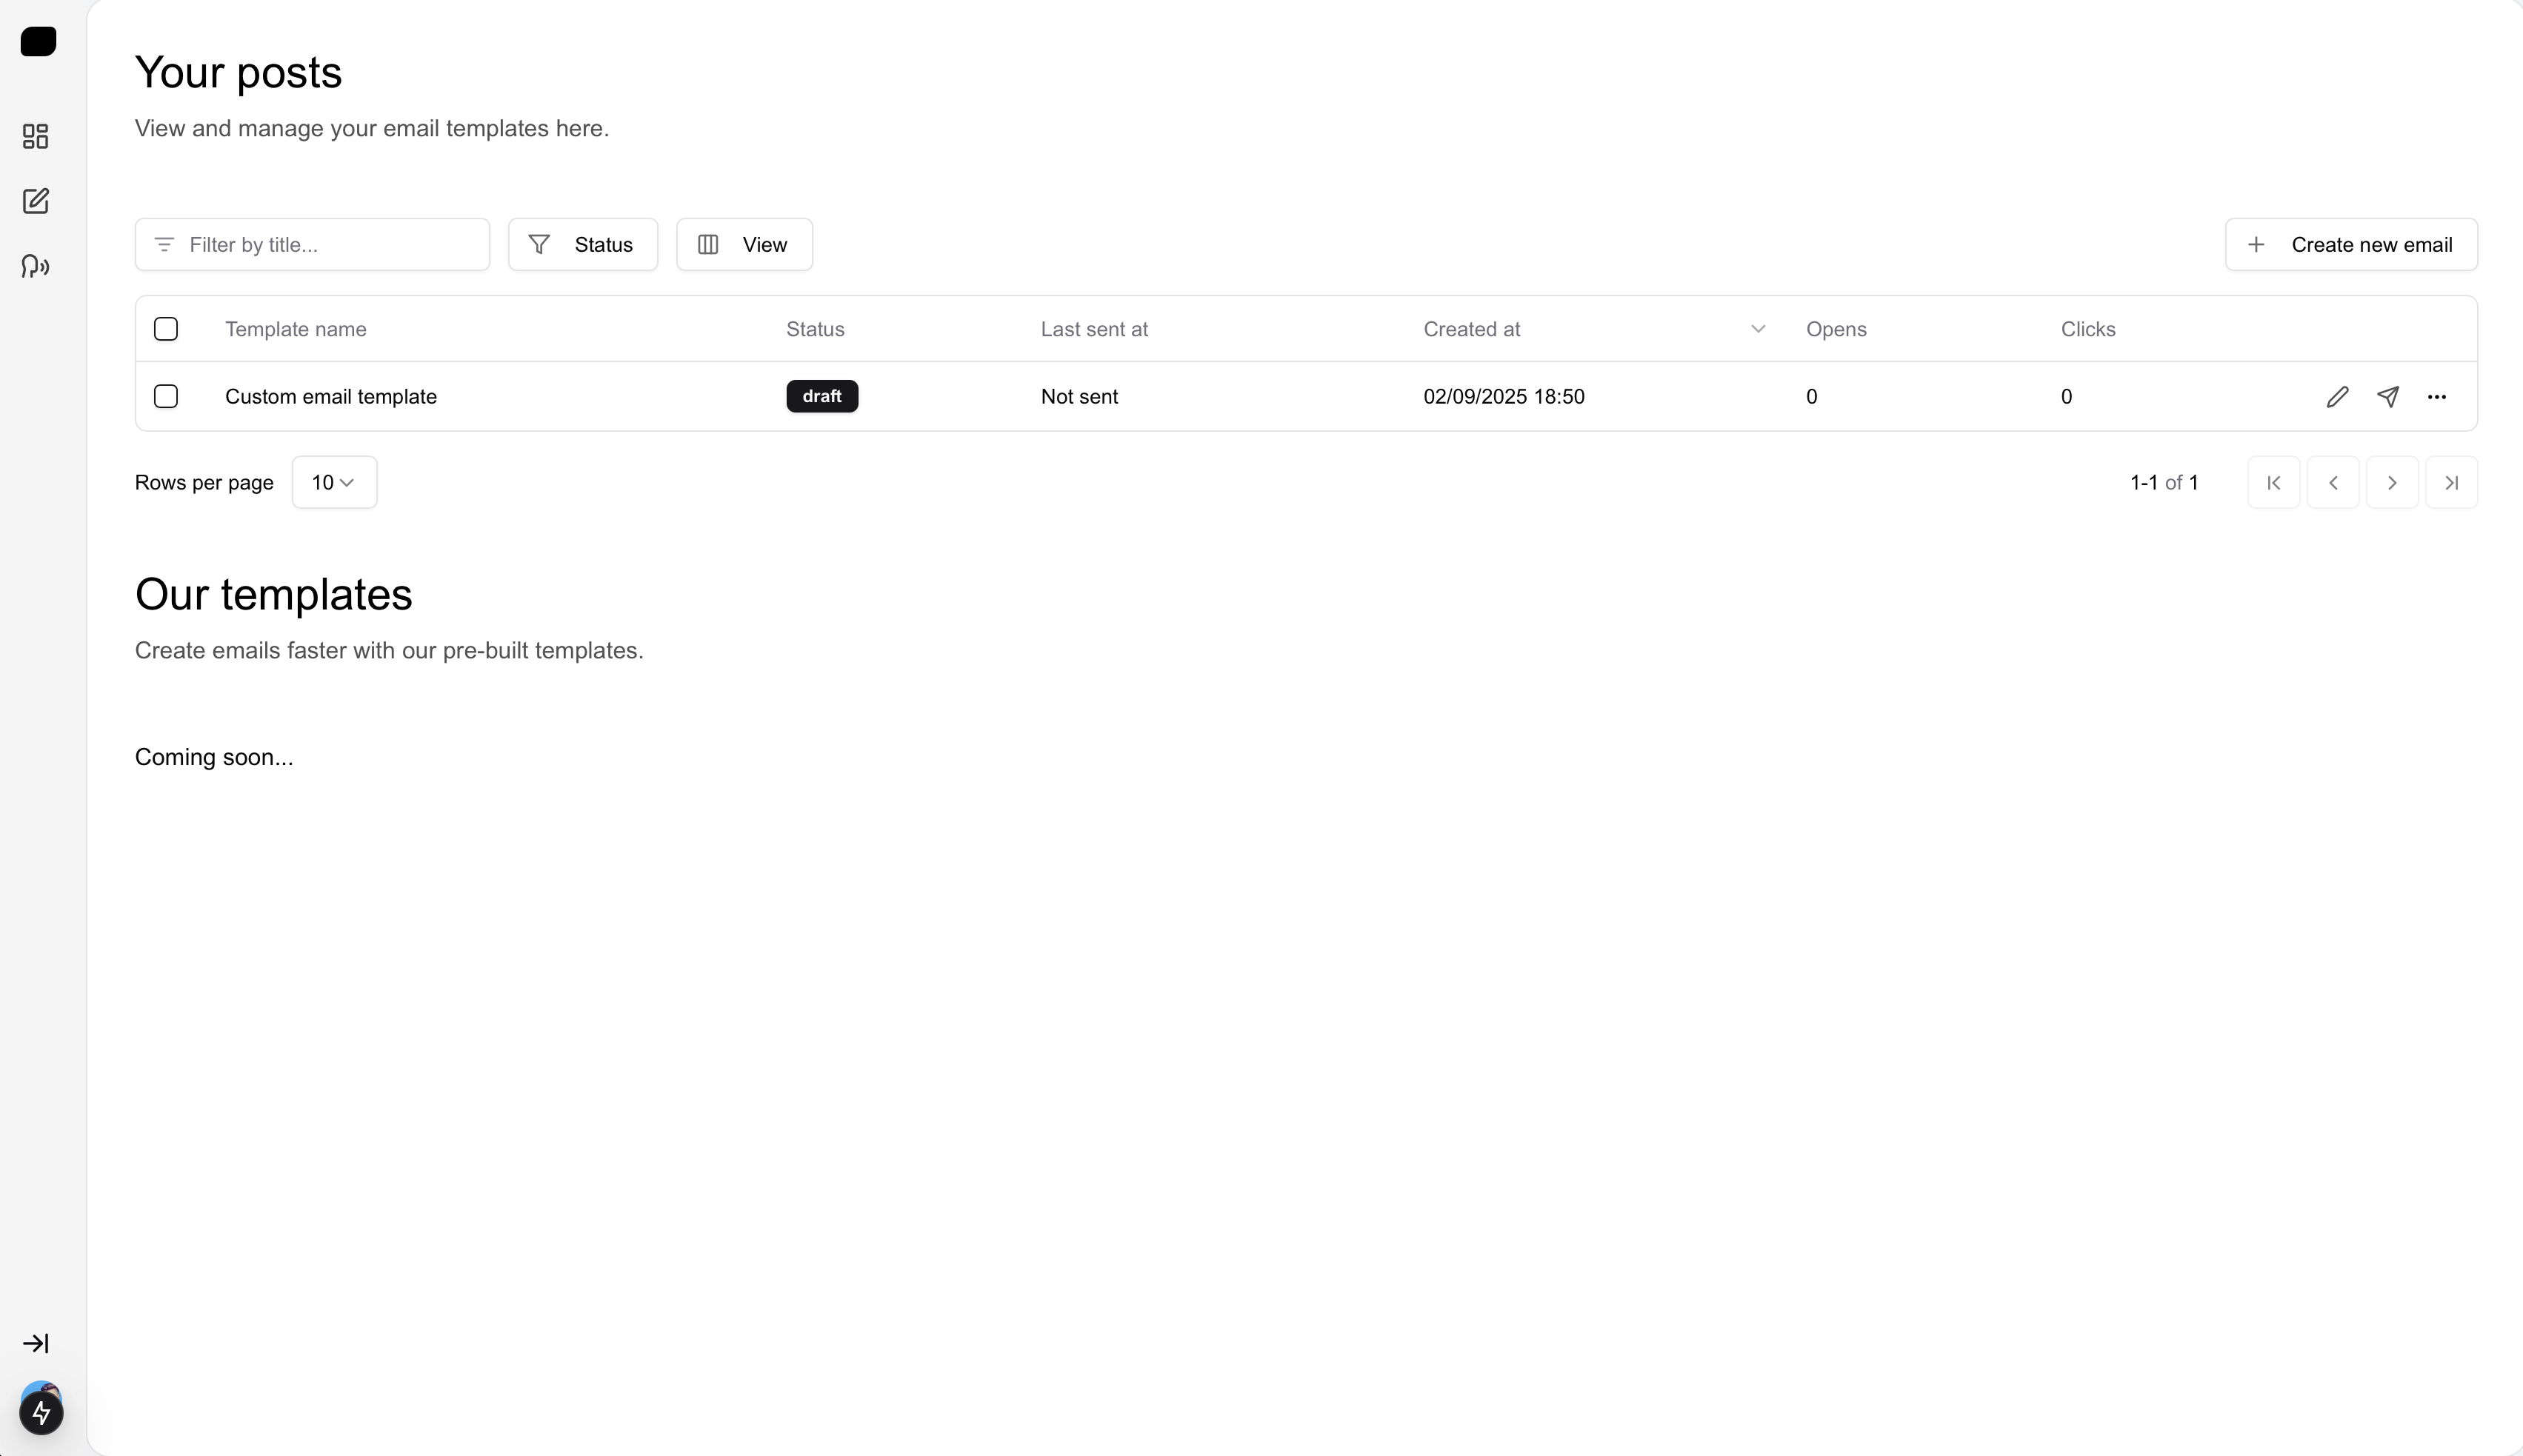 Your posts
View and manage your email templates here.
Filter by title...
Status
View
Create new email
Template name Status Last sent at Created at Opens Clicks
Custom email template draft Not sent 02/09/2025 18:50 0 0
Rows per page 10 1-1 of 1
Our templates
Create emails faster with our pre-built templates.
Coming soon...